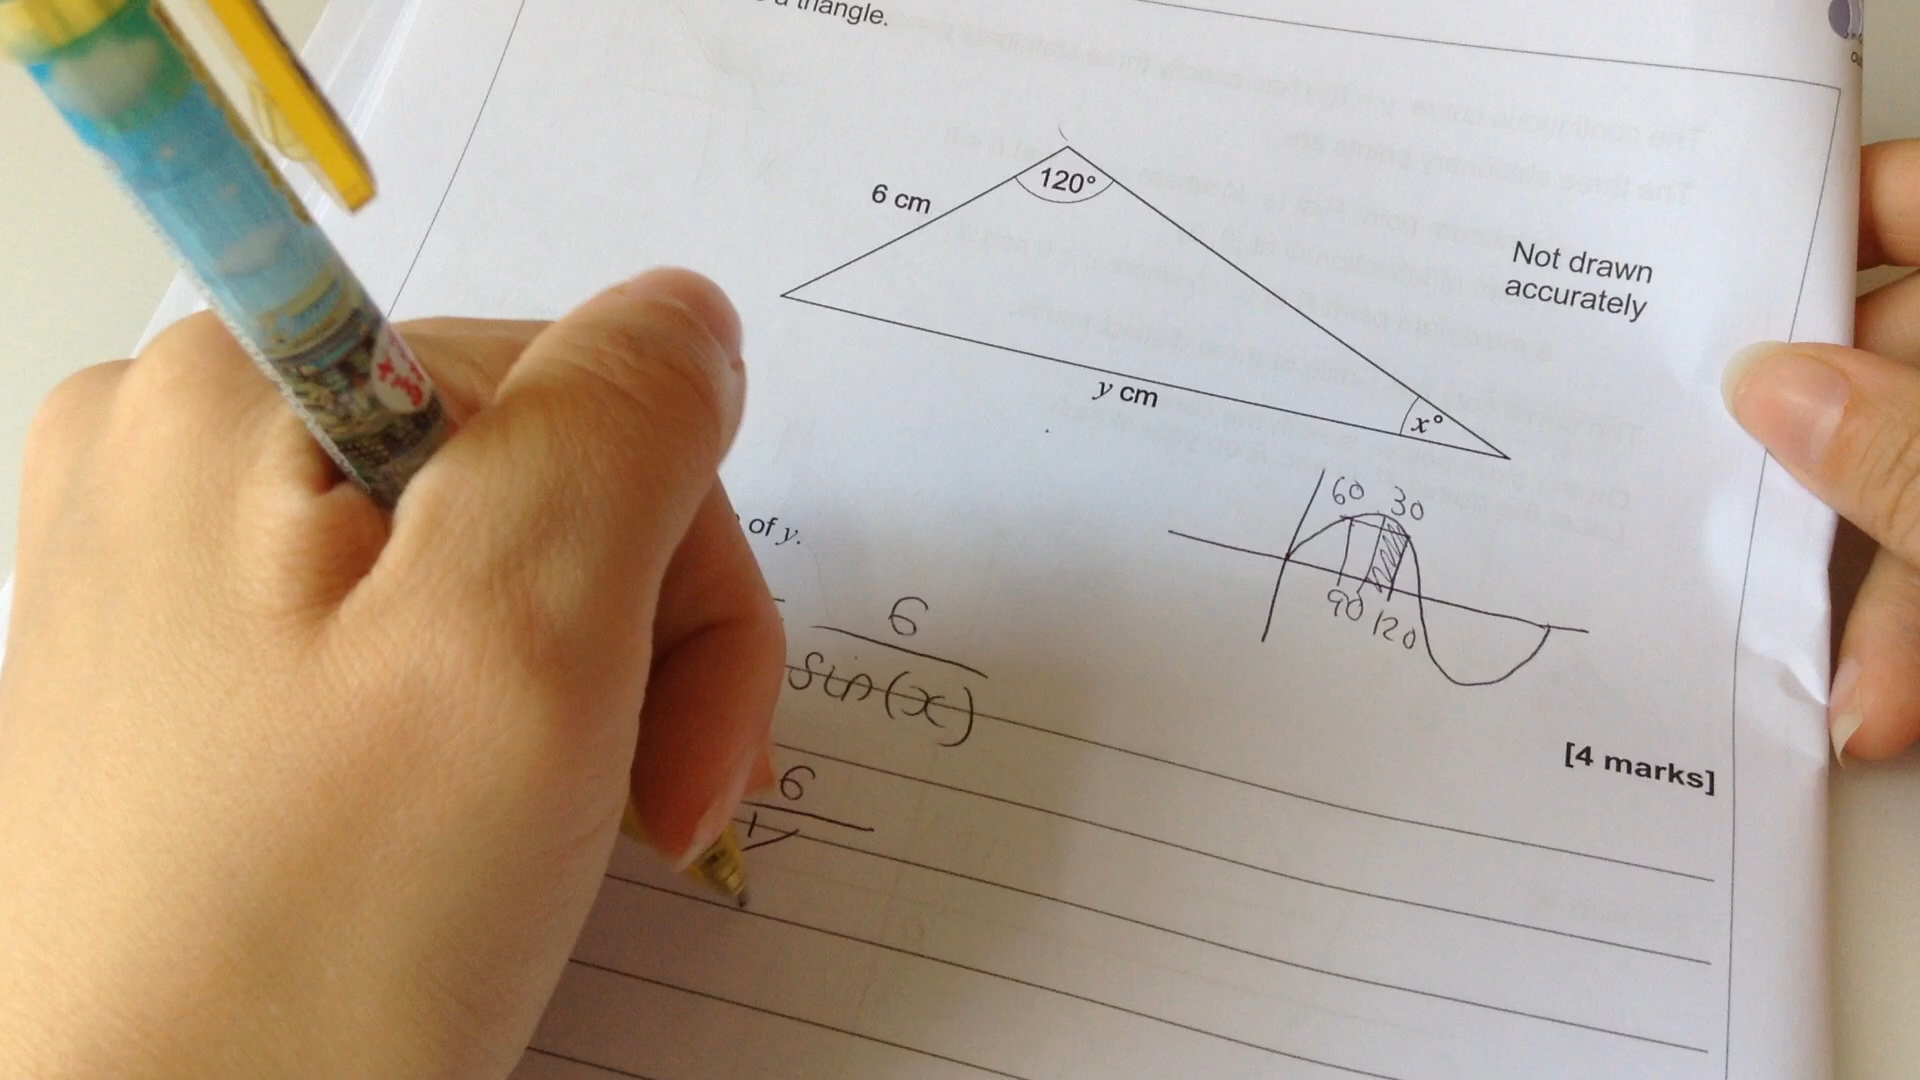 a triangle.
120°
6 cm
Not drawn
accurately
y cm
x°
60 30
90 120
of y.
6
sin(x)
[4 marks]
6